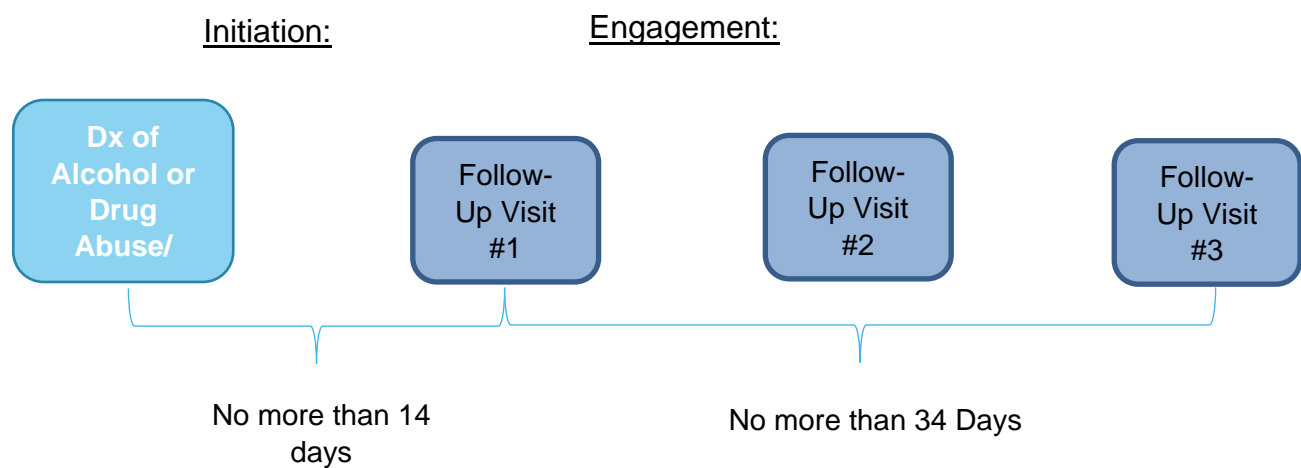 Initiation:
Engagement:
Dx of
Alcohol or
Drug
Abuse/
Follow-
Up Visit
#1
Follow-
Up Visit
#2
Follow-
Up Visit
#3
No more than 14
days
No more than 34 Days